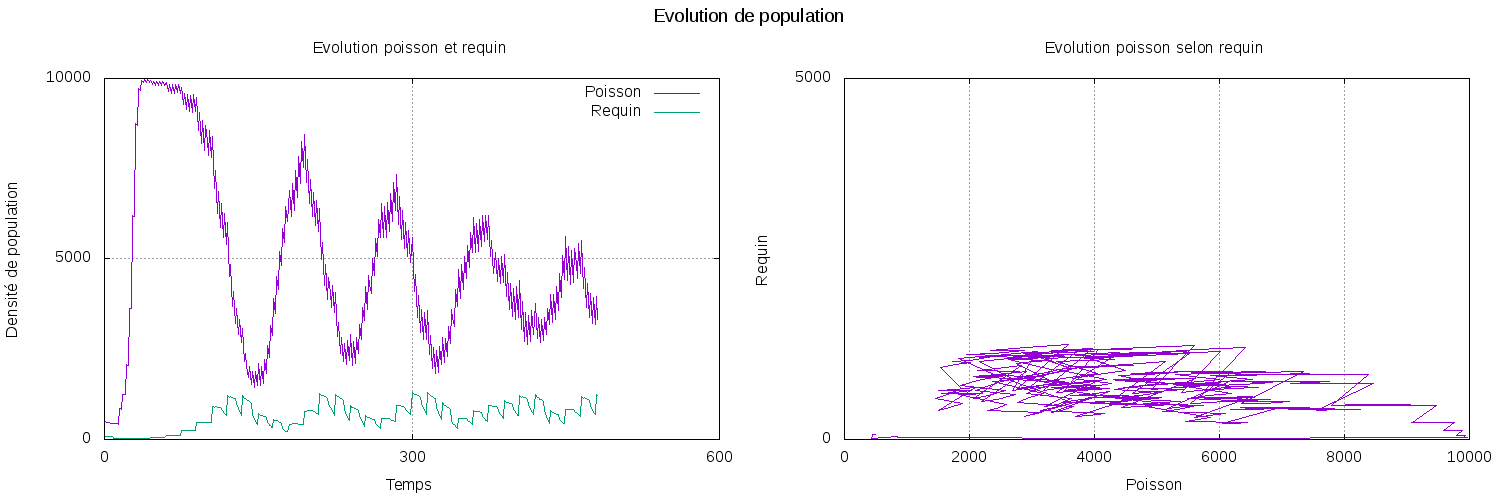 Evolution de population
Evolution poisson et requin
10000
5000
0
0
300
600
Densité de population
Temps
Poisson
Requin
Evolution poisson selon requin
5000
0
0
2000
4000
6000
8000
10000
Requin
Poisson